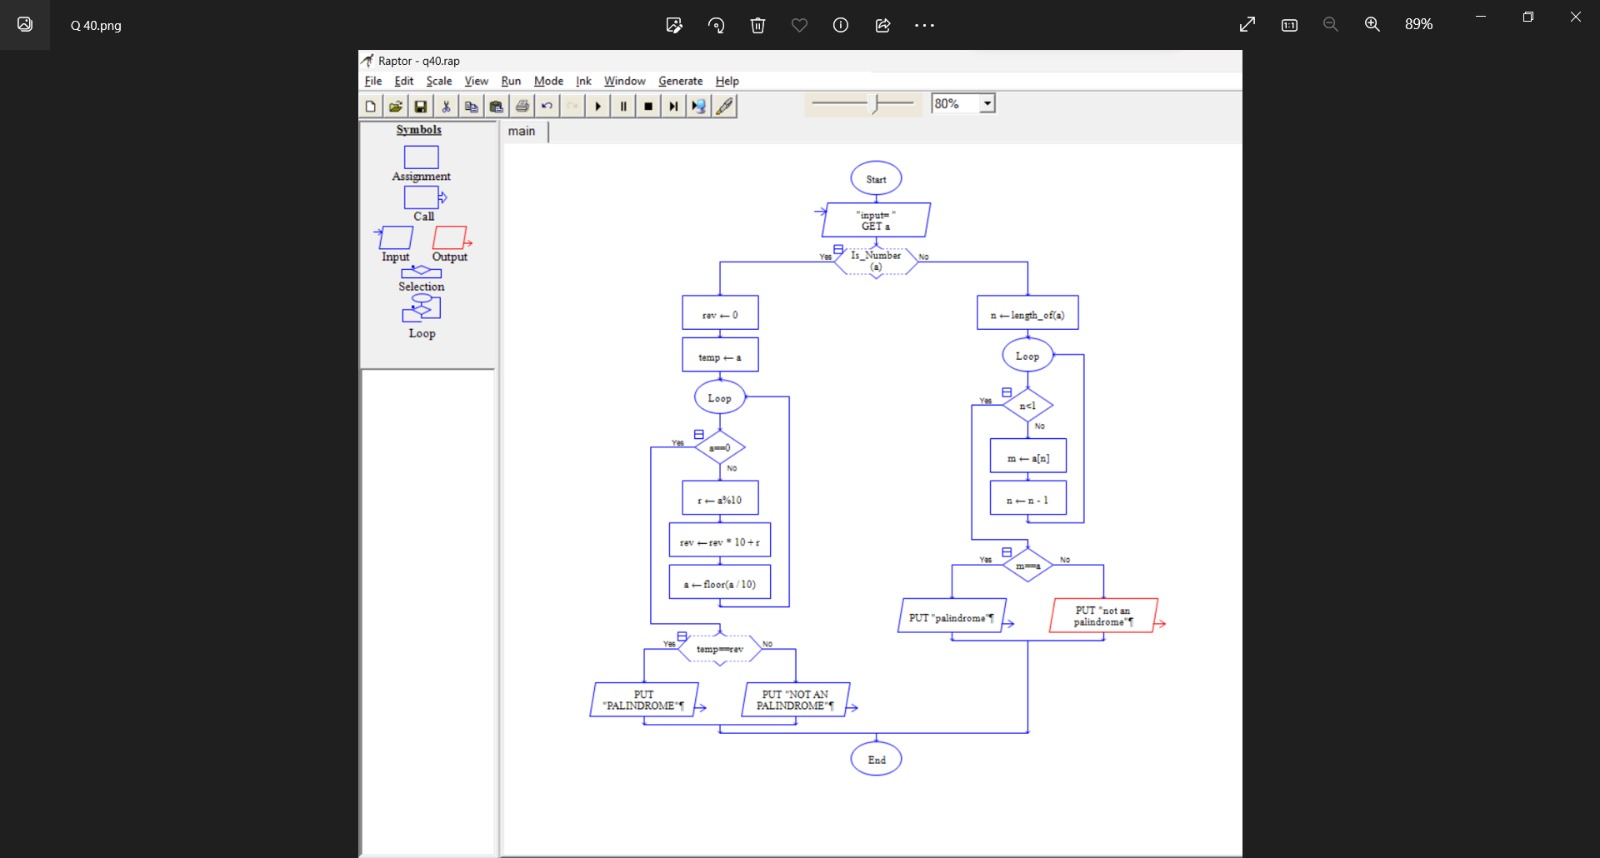 Q 40.png
89%
Raptor - q40.rap
File Edit Scale View Run Mode Ink Window Generate Help
80%
Symbols
Assignment
Call
Input Output
Selection
Loop
main
Start
"input= "
GET a
Yes
Is_Number
(a)
No
rev ← 0
temp ← a
Loop
Yes
a==0
No
r ← a%10
rev ← rev * 10 + r
a ← floor(a / 10)
Yes
temp==rev
No
PUT
"PALINDROME"¶
PUT "NOT AN
PALINDROME"¶
n ← length_of(a)
Loop
Yes
n<1
No
m ← a[n]
n ← n - 1
Yes
m==a
No
PUT "palindrome"¶
PUT "not an
palindrome"¶
End